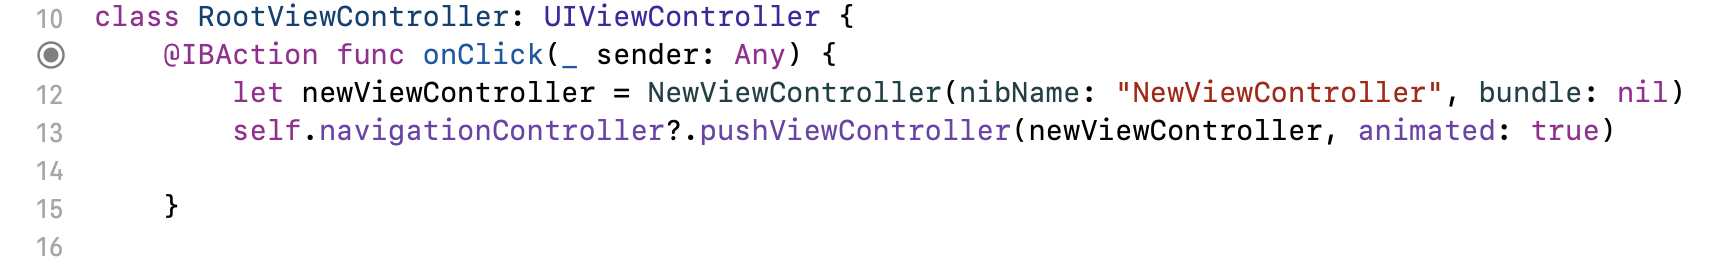 10 class RootViewController: UIViewController {
@IBAction func onClick(_ sender: Any) {
12 let newViewController = NewViewController(nibName: "NewViewController", bundle: nil)
13 self.navigationController?.pushViewController(newViewController, animated: true)
14
15 }
16